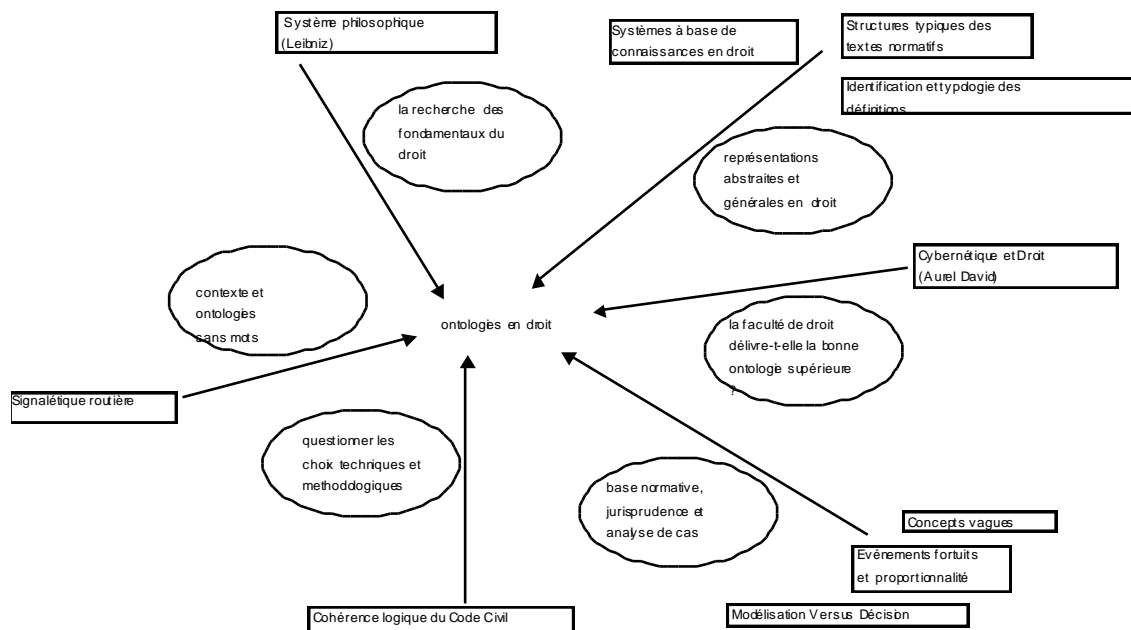 Système philosophique
(Leibniz)
Systèmes à base de
connaissances en droit
Structures typiques des
textes normatifs
Identification et typologie des
définitions
la recherche des
fondamentaux du
droit
représentations
abstraites et
générales en droit
Cybernétique et Droit
(Aurel David)
contexte et
ontologies
sans mots
ontologies en droit
la faculté de droit
délivre-t-elle la bonne
ontologie supérieure
?
Signalétique routière
questionner les
choix techniques et
methodologiques
base normative,
jurisprudence et
analyse de cas
Concepts vagues
Evénements fortuits
et proportionnalité
Cohérence logique du Code Civil
Modélisation Versus Décision